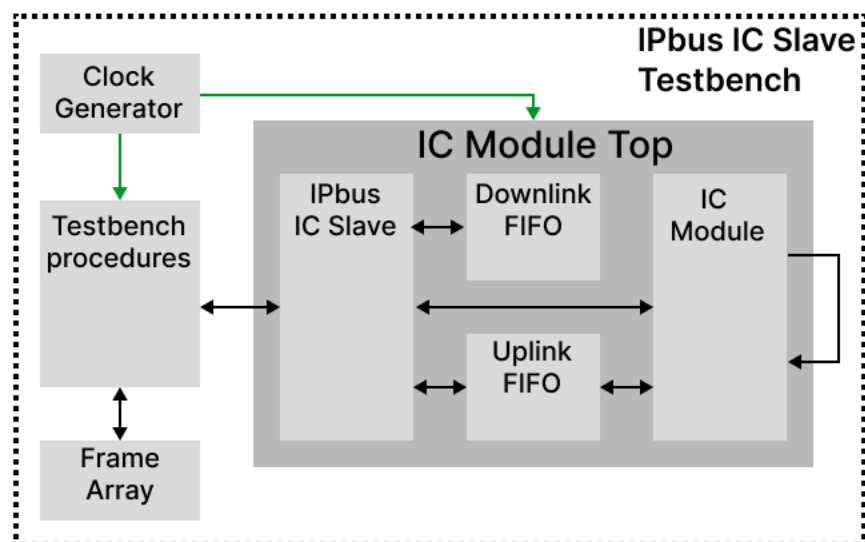 IPbus IC Slave
Testbench
Clock
Generator
IC Module Top
Testbench
procedures
IPbus
IC Slave
Downlink
FIFO
IC
Module
Uplink
FIFO
Frame
Array